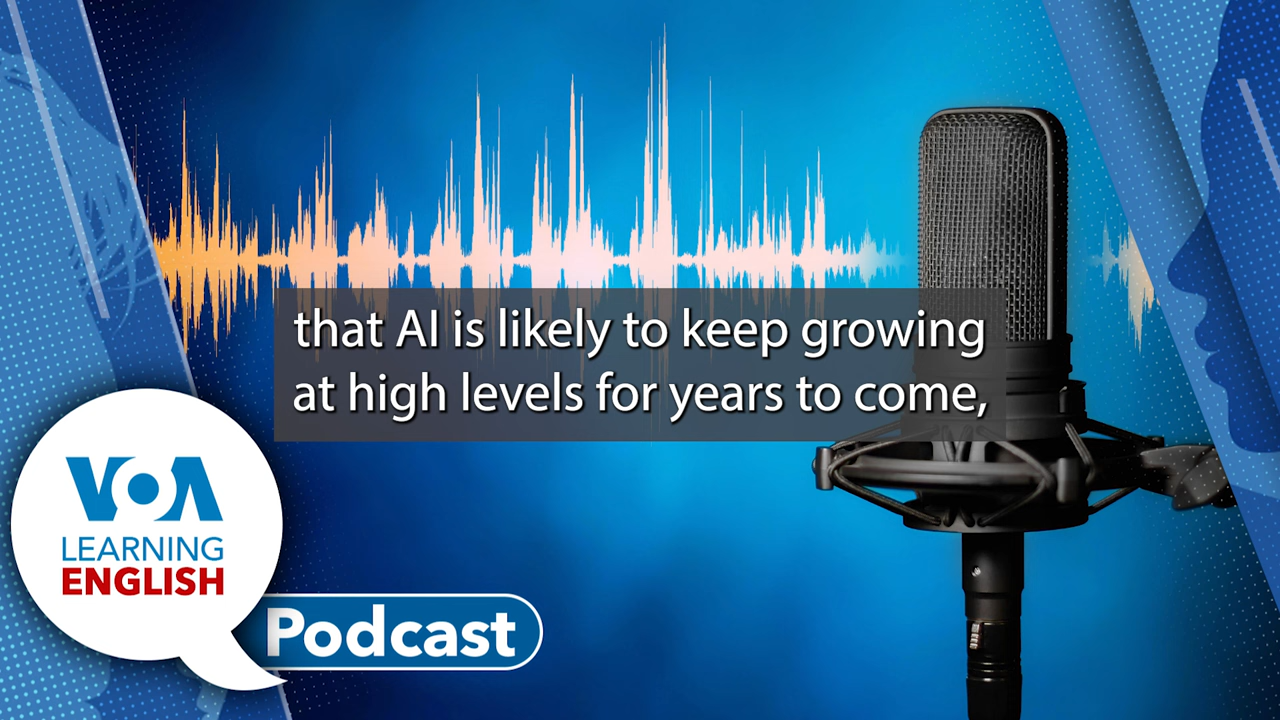 that AI is likely to keep growing
at high levels for years to come,
VOA
LEARNING
ENGLISH
Podcast